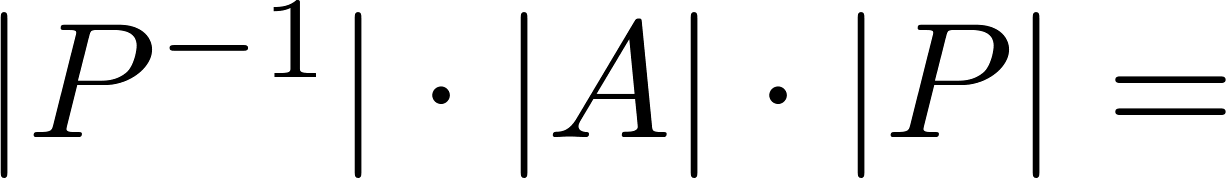 |P⁻¹| · |A| · |P| =